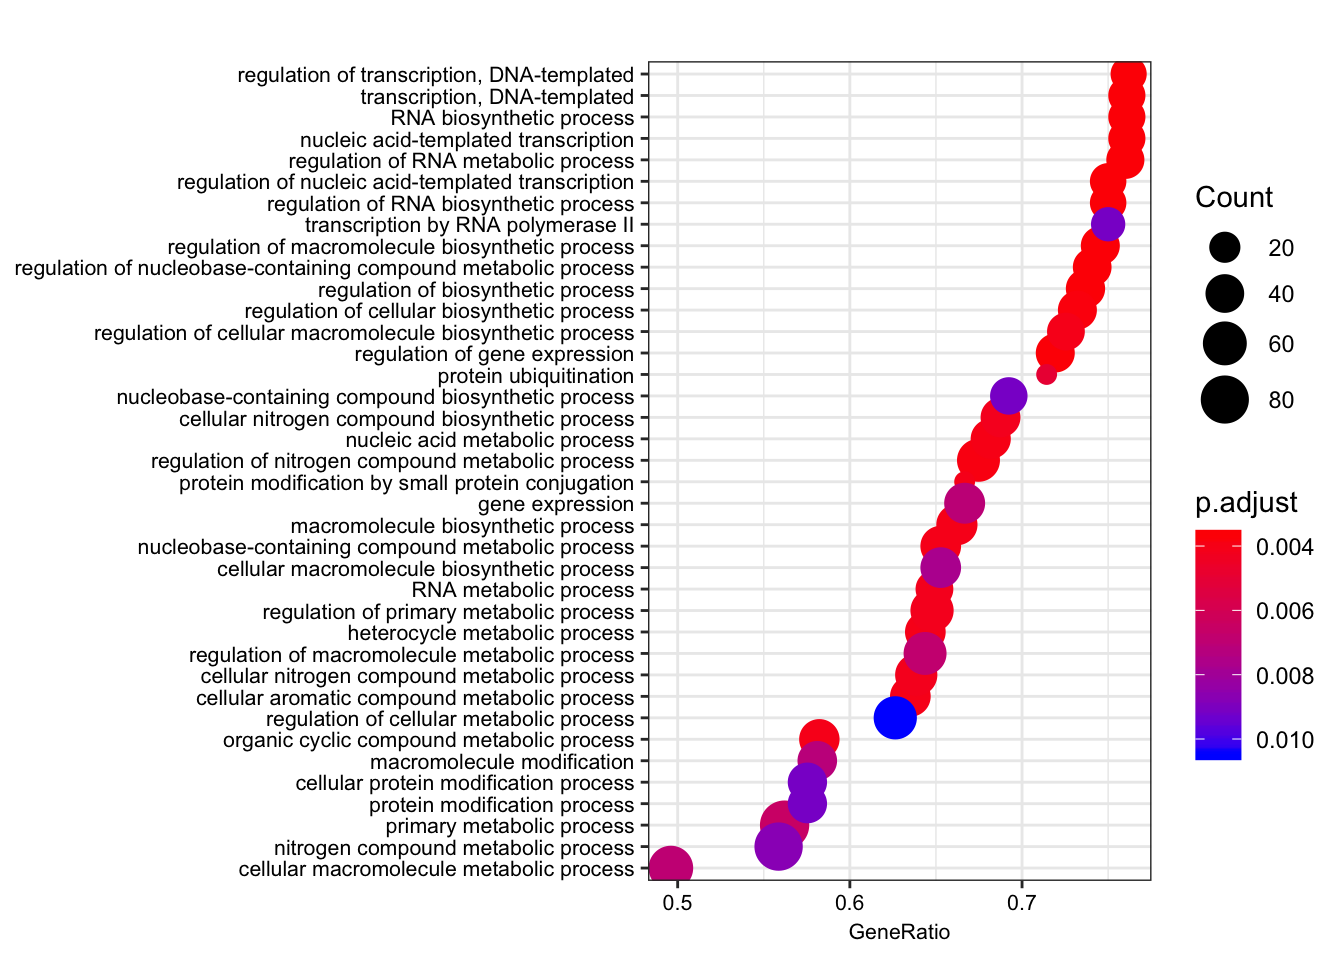 regulation of transcription, DNA-templated
transcription, DNA-templated
RNA biosynthetic process
nucleic acid-templated transcription
regulation of RNA metabolic process
regulation of nucleic acid-templated transcription
regulation of RNA biosynthetic process
transcription by RNA polymerase II
regulation of macromolecule biosynthetic process
regulation of nucleobase-containing compound metabolic process
regulation of biosynthetic process
regulation of cellular biosynthetic process
regulation of cellular macromolecule biosynthetic process
regulation of gene expression
protein ubiquitination
nucleobase-containing compound biosynthetic process
cellular nitrogen compound biosynthetic process
nucleic acid metabolic process
regulation of nitrogen compound metabolic process
protein modification by small protein conjugation
gene expression
macromolecule biosynthetic process
nucleobase-containing compound metabolic process
cellular macromolecule biosynthetic process
RNA metabolic process
regulation of primary metabolic process
heterocycle metabolic process
regulation of macromolecule metabolic process
cellular nitrogen compound metabolic process
cellular aromatic compound metabolic process
regulation of cellular metabolic process
organic cyclic compound metabolic process
macromolecule modification
cellular protein modification process
protein modification process
primary metabolic process
nitrogen compound metabolic process
cellular macromolecule metabolic process
0.5 0.6 0.7
GeneRatio
Count
20
40
60
80
p.adjust
0.004
0.006
0.008
0.010